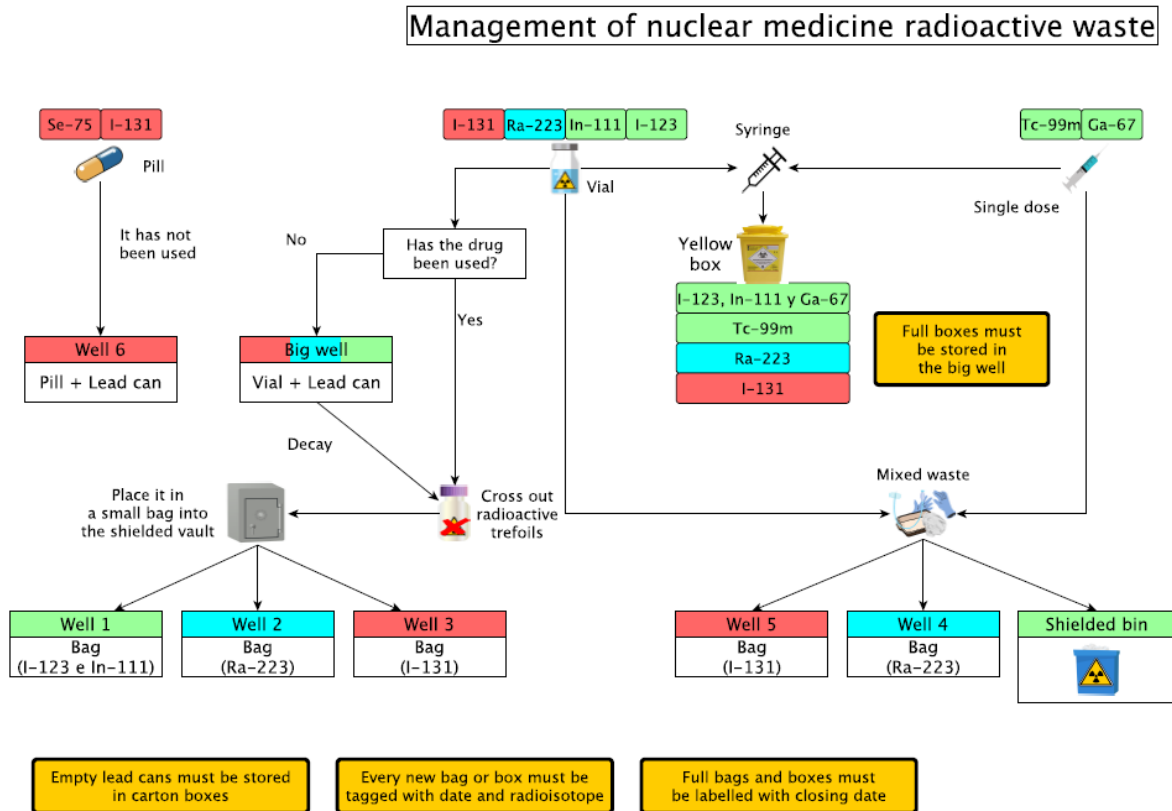 Management of nuclear medicine radioactive waste
Se-75 I-131
Pill
I-131 Ra-223 In-111 I-123
Vial
Syringe
Tc-99m Ga-67
Single dose
It has not
been used
No
Has the drug
been used?
Yes
Yellow
box
I-123, In-111 y Ga-67
Tc-99m
Ra-223
I-131
Full boxes must
be stored in
the big well
Well 6
Pill + Lead can
Big well
Vial + Lead can
Decay
Place it in
a small bag into
the shielded vault
Cross out
radioactive
trefoils
Mixed waste
Well 1
Bag
(I-123 e In-111)
Well 2
Bag
(Ra-223)
Well 3
Bag
(I-131)
Well 5
Bag
(I-131)
Well 4
Bag
(Ra-223)
Shielded bin
Empty lead cans must be stored
in carton boxes
Every new bag or box must be
tagged with date and radioisotope
Full bags and boxes must
be labelled with closing date